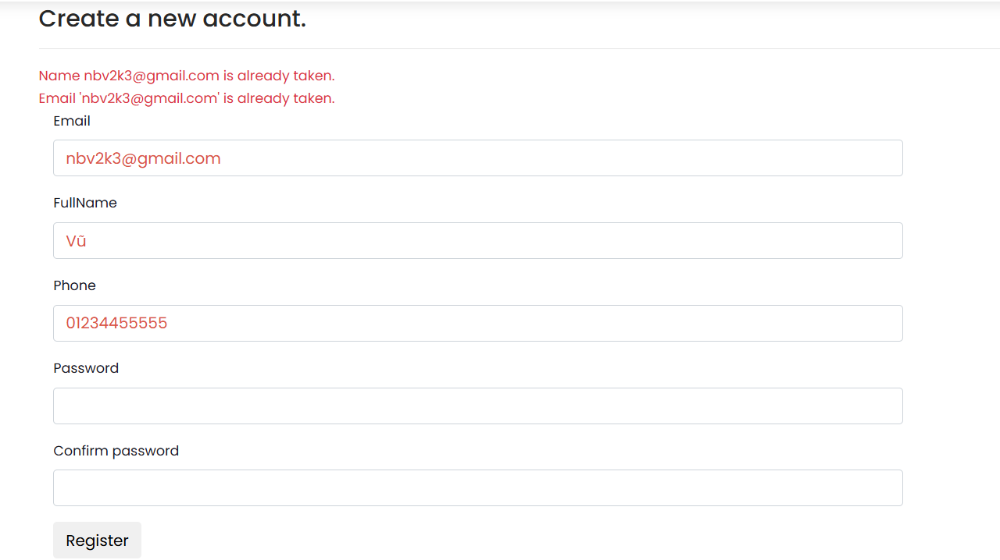 Create a new account.
Name nbv2k3@gmail.com is already taken.
Email 'nbv2k3@gmail.com' is already taken.
Email
nbv2k3@gmail.com
FullName
Vũ
Phone
01234455555
Password
Confirm password
Register